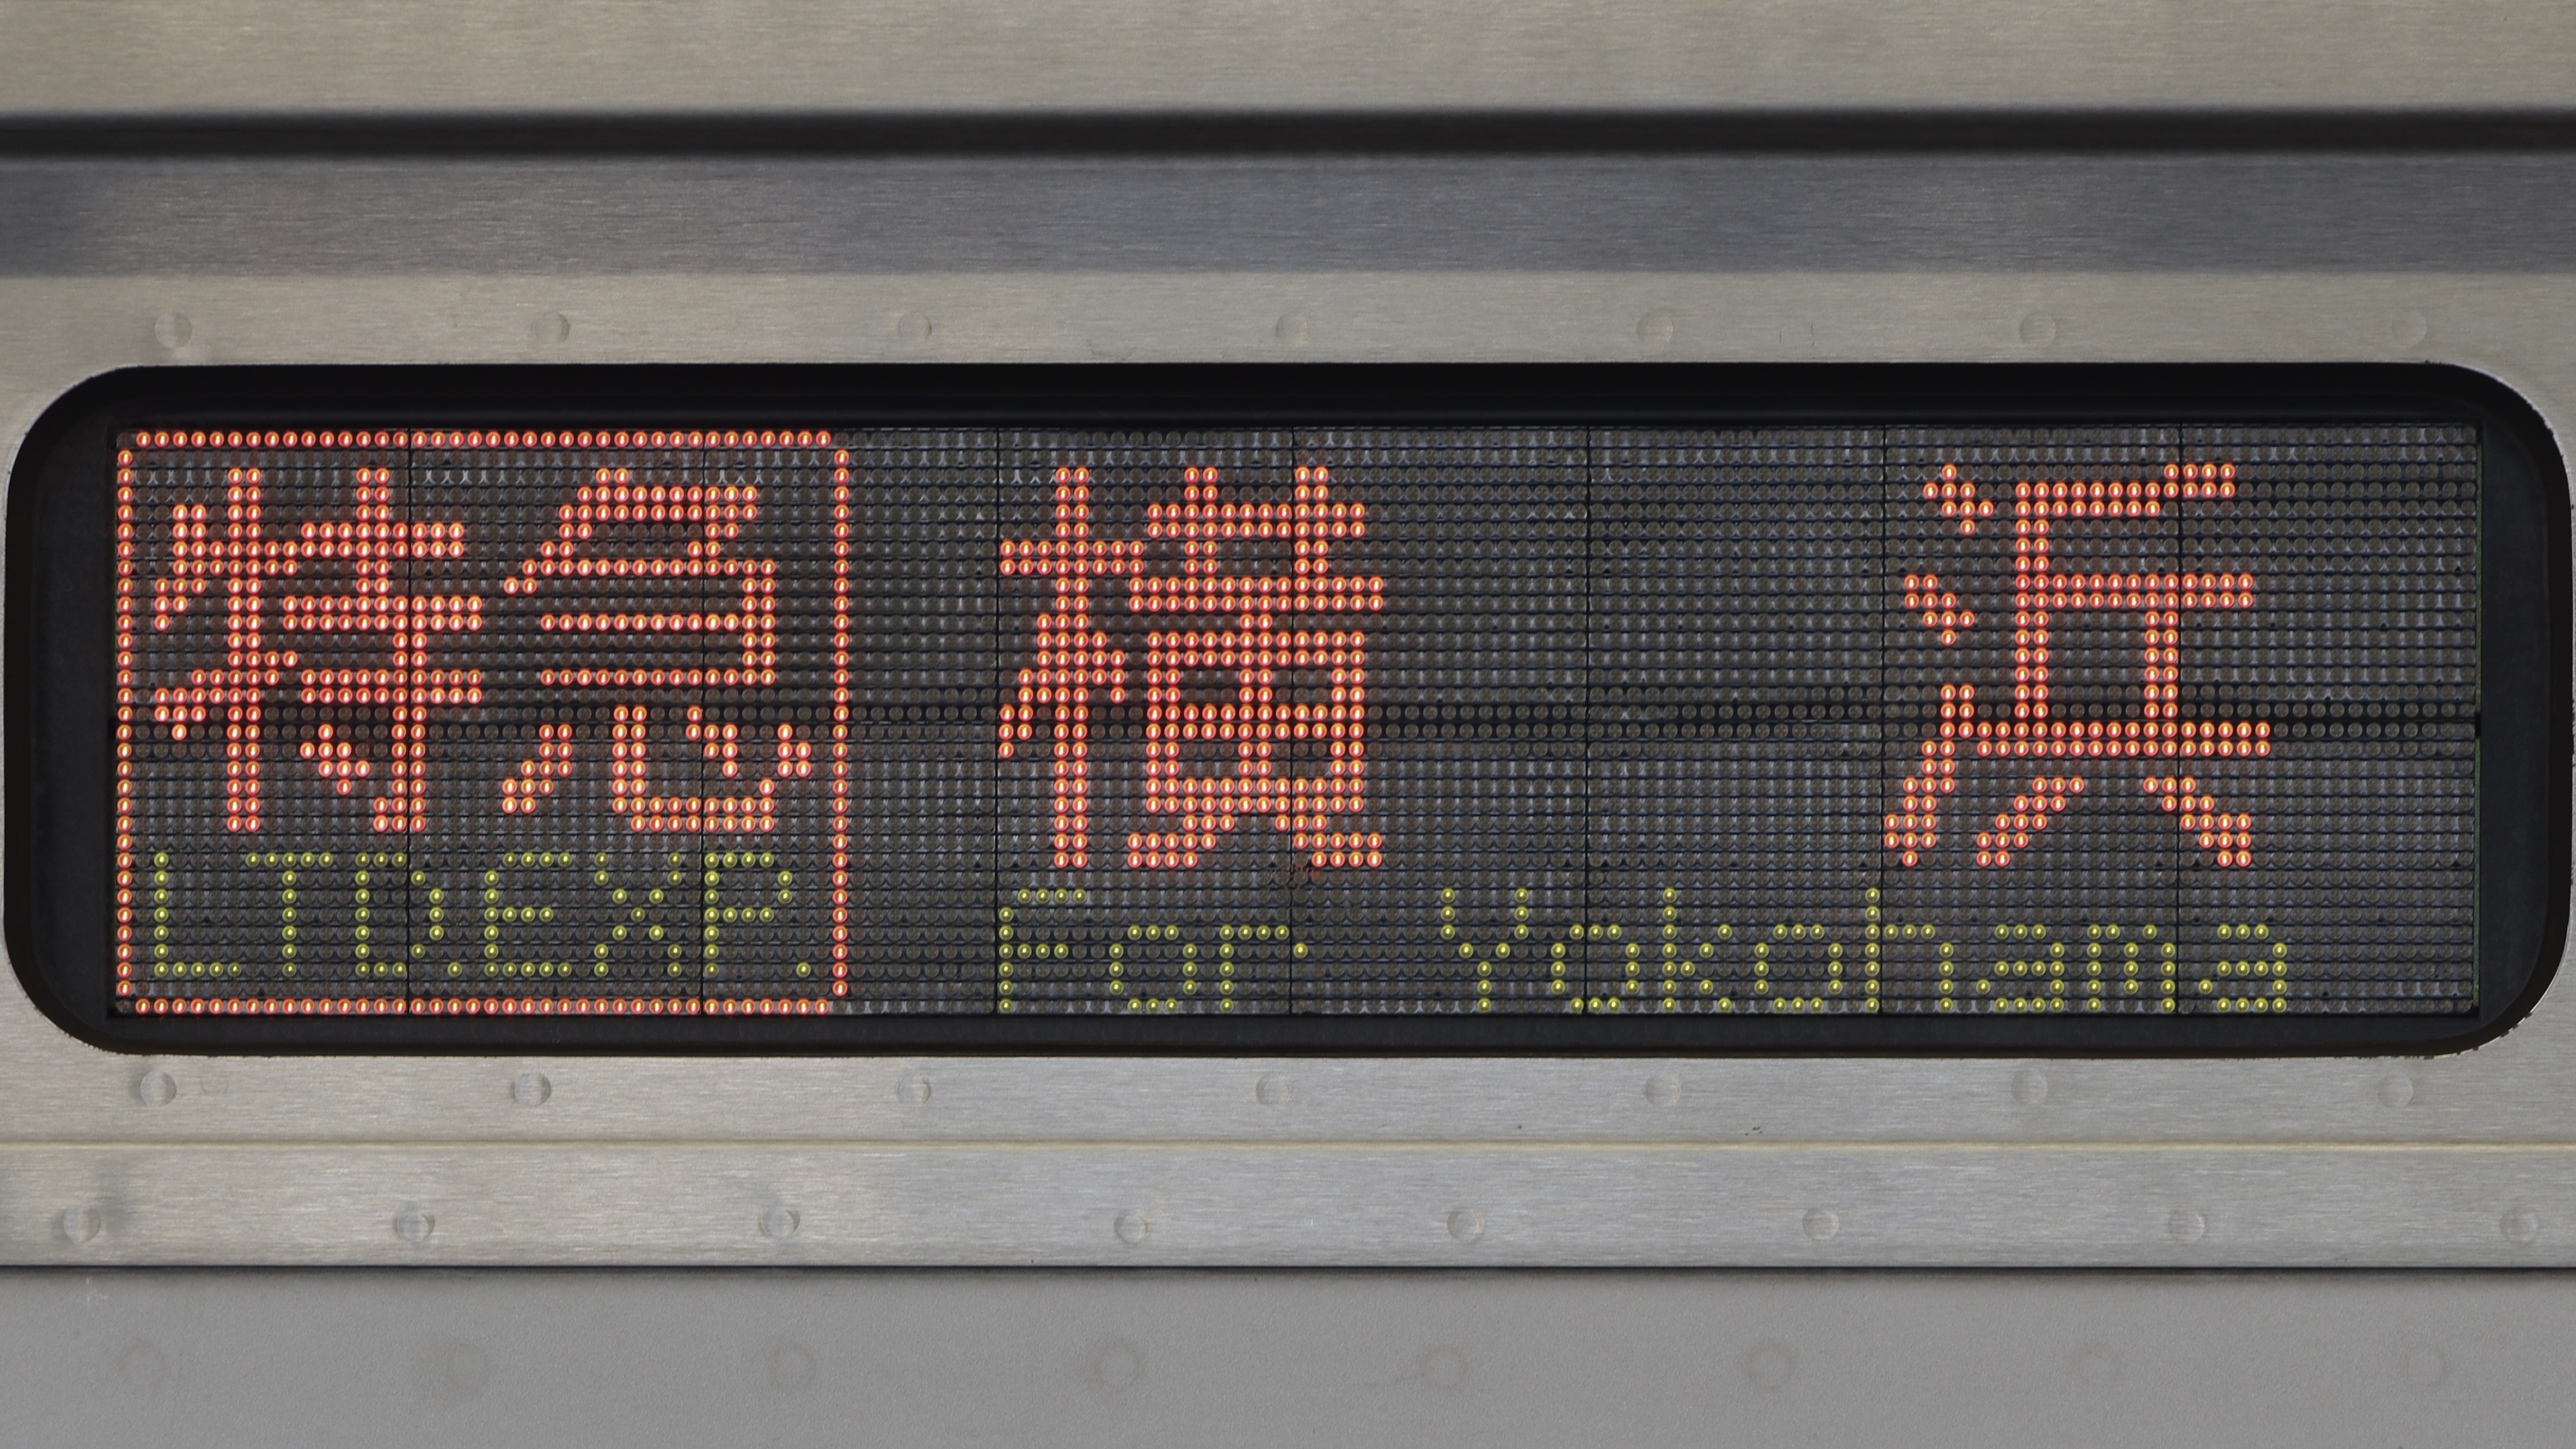 特急 横浜
LTD.EXP. For Yokohama